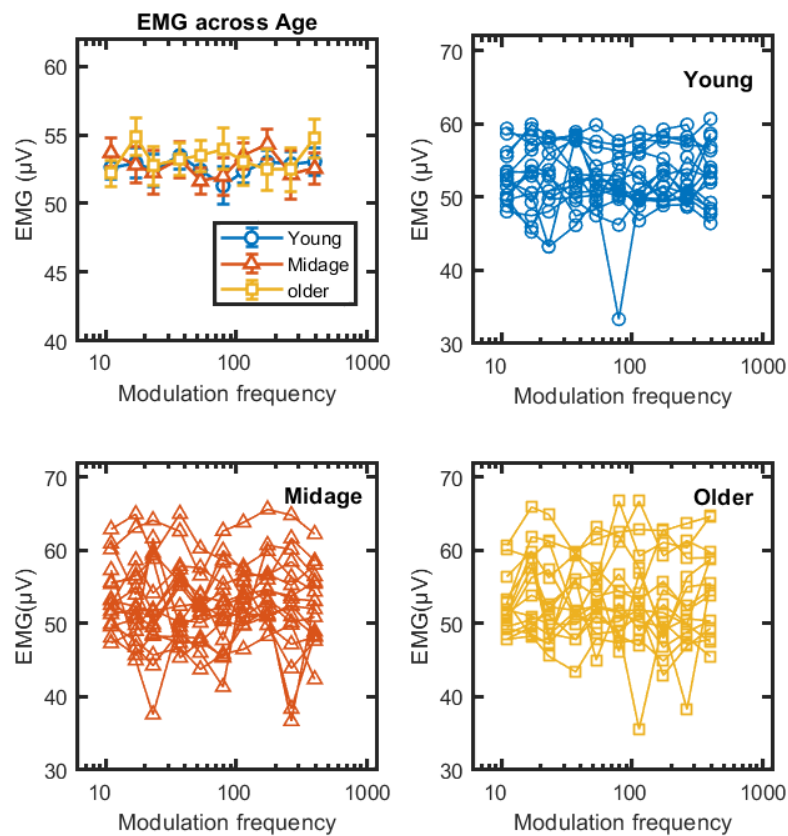 EMG across Age
60
55
50
45
40
EMG (µV)
Young
Midage
older
10 100 1000
Modulation frequency
Young
70
60
50
40
30
EMG (µV)
10 100 1000
Modulation frequency
Midage
70
60
50
40
30
EMG(µV)
10 100 1000
Modulation frequency
Older
70
60
50
40
30
EMG(µV)
10 100 1000
Modulation frequency